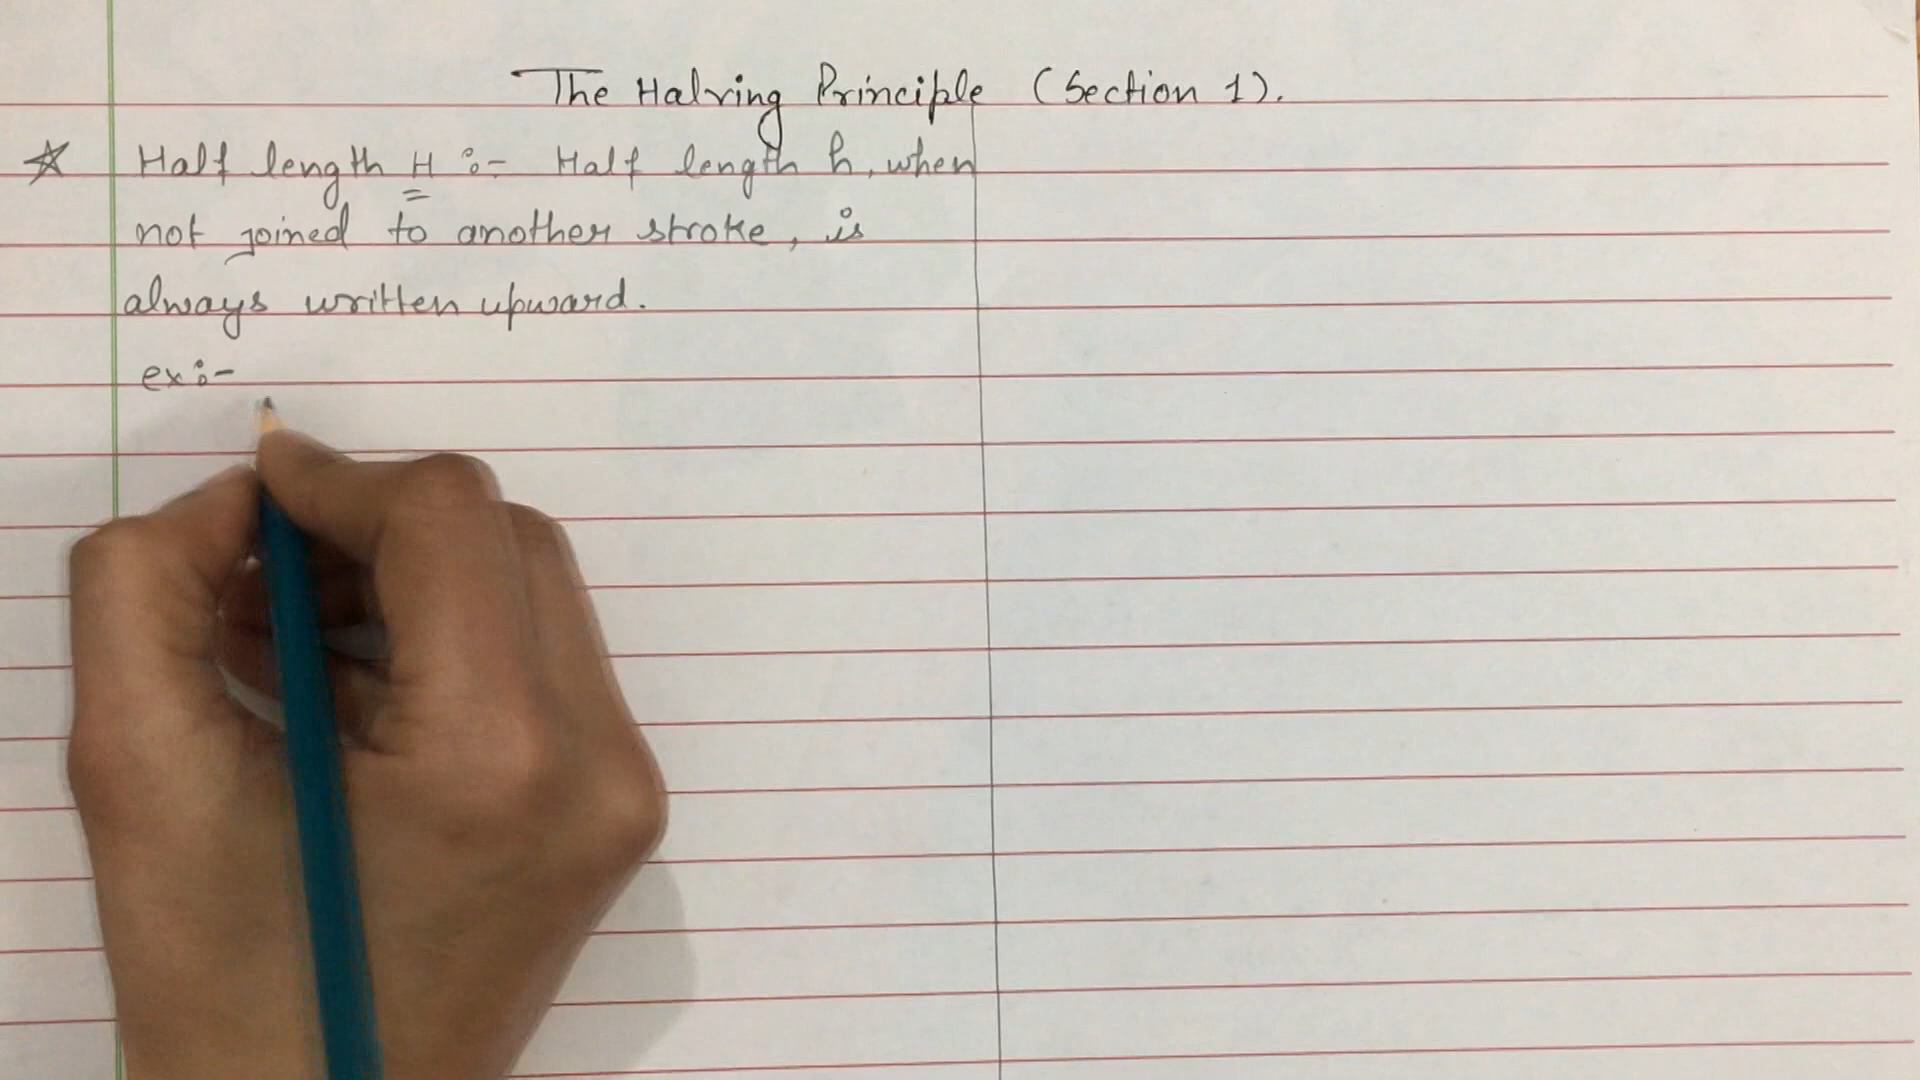 The Halving Principle (Section 1).
☆ Half length H :- Half length h, when
not joined to another stroke, is
always written upward.
ex:-